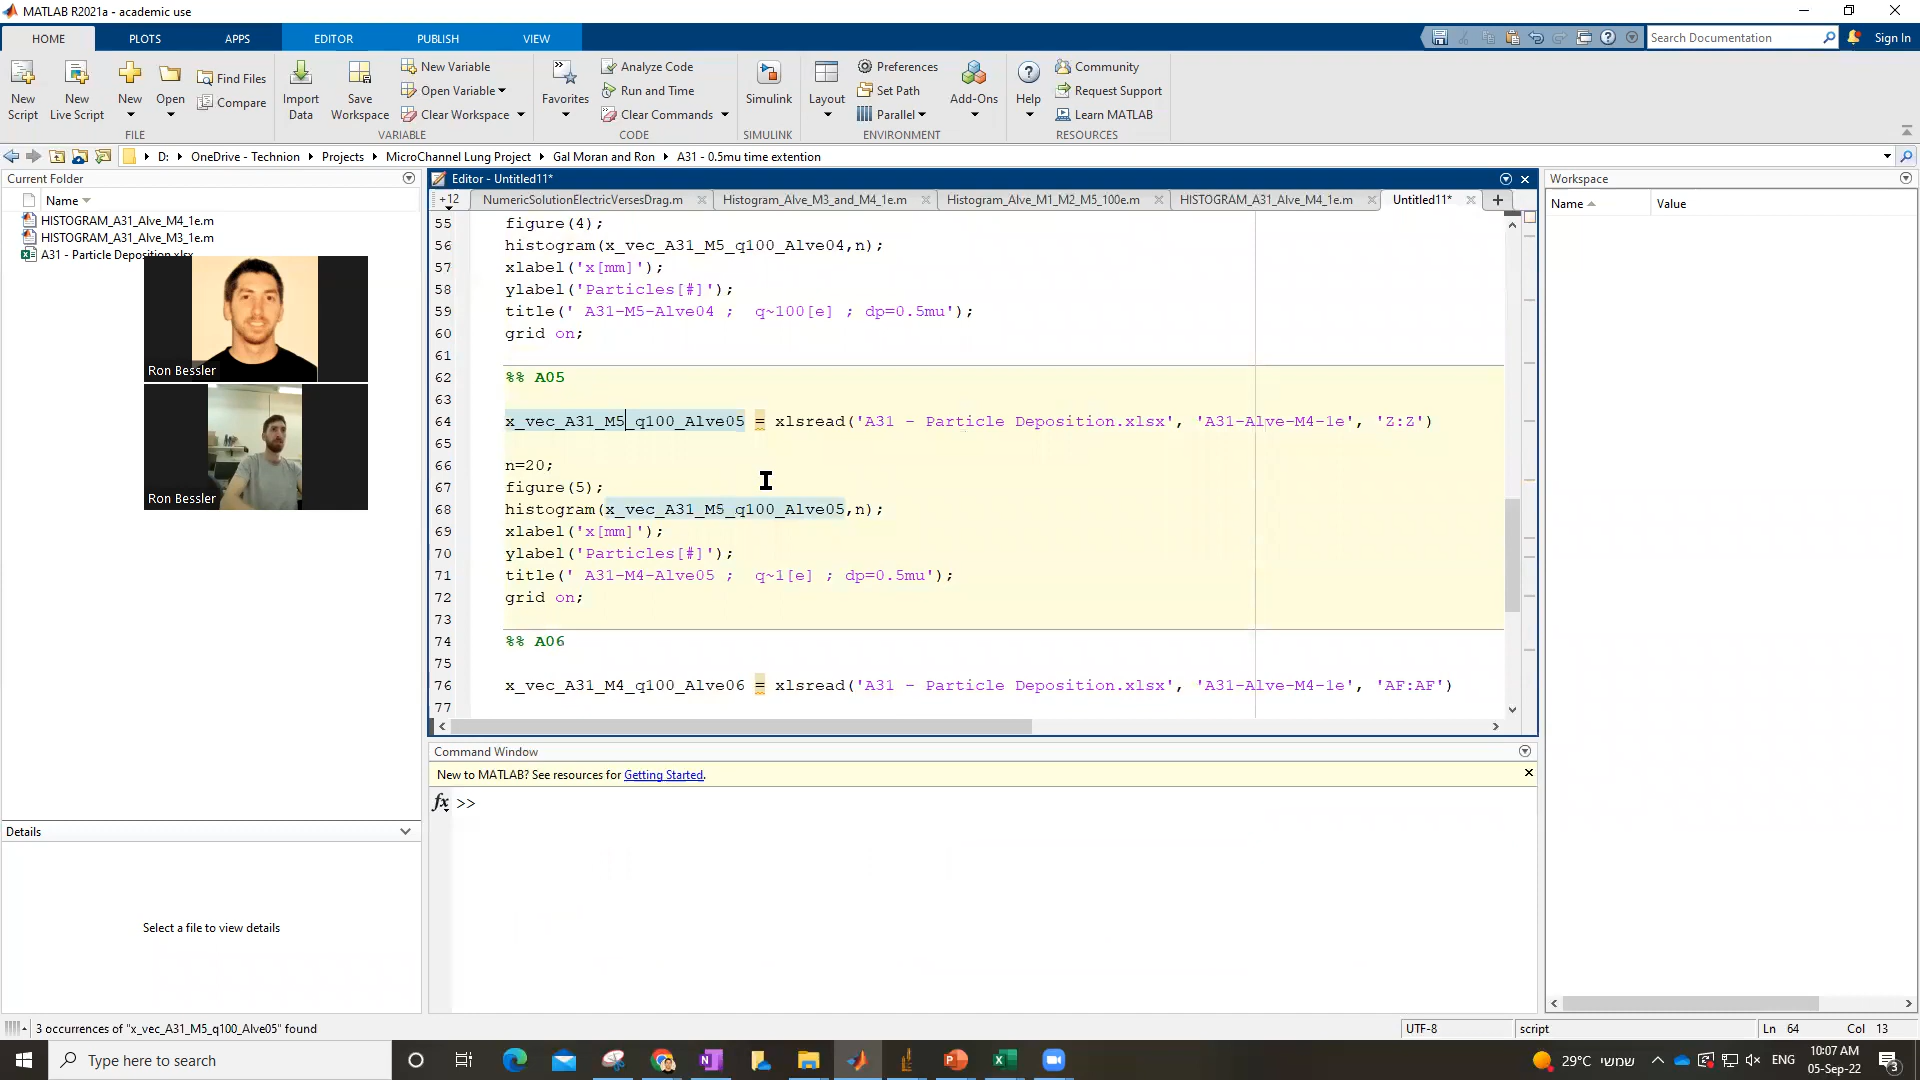 MATLAB R2021a - academic use
HOME PLOTS APPS EDITOR PUBLISH VIEW
Search Documentation
Sign In
New Script
New Live Script
New
Open
Find Files
Compare
Import Data
Save Workspace
New Variable
Open Variable
Clear Workspace
Favorites
Analyze Code
Run and Time
Clear Commands
Simulink
Layout
Preferences
Set Path
Parallel
Add-Ons
Help
Community
Request Support
Learn MATLAB
FILE VARIABLE CODE SIMULINK ENVIRONMENT RESOURCES
D: OneDrive - Technion Projects MicroChannel Lung Project Gal Moran and Ron A31 - 0.5mu time extention
Current Folder
Name
HISTOGRAM_A31_Alve_M4_1e.m
HISTOGRAM_A31_Alve_M3_1e.m
A31 - Particle Deposition.xlsx
Ron Bessler
Ron Bessler
Details
Select a file to view details
Editor - Untitled11*
+12 NumericSolutionElectricVersesDrag.m Histogram_Alve_M3_and_M4_1e.m Histogram_Alve_M1_M2_M5_100e.m HISTOGRAM_A31_Alve_M4_1e.m Untitled11* +
55 figure(4);
56 histogram(x_vec_A31_M5_q100_Alve04,n);
57 xlabel('x[mm]');
58 ylabel('Particles[#]');
59 title(' A31-M5-Alve04 ;  q~100[e] ; dp=0.5mu');
60 grid on;
61
62 %% A05
63
64 x_vec_A31_M5_q100_Alve05 = xlsread('A31 - Particle Deposition.xlsx', 'A31-Alve-M4-1e', 'Z:Z')
65
66 n=20;
67 figure(5);
68 histogram(x_vec_A31_M5_q100_Alve05,n);
69 xlabel('x[mm]');
70 ylabel('Particles[#]');
71 title(' A31-M4-Alve05 ;  q~1[e] ; dp=0.5mu');
72 grid on;
73
74 %% A06
75
76 x_vec_A31_M4_q100_Alve06 = xlsread('A31 - Particle Deposition.xlsx', 'A31-Alve-M4-1e', 'AF:AF')
77
Command Window
New to MATLAB? See resources for Getting Started.
fx >>
Workspace
Name Value
3 occurrences of "x_vec_A31_M5_q100_Alve05" found
UTF-8 script Ln 64 Col 13
Type here to search
29°C שמשי
ENG
10:07 AM
05-Sep-22
3